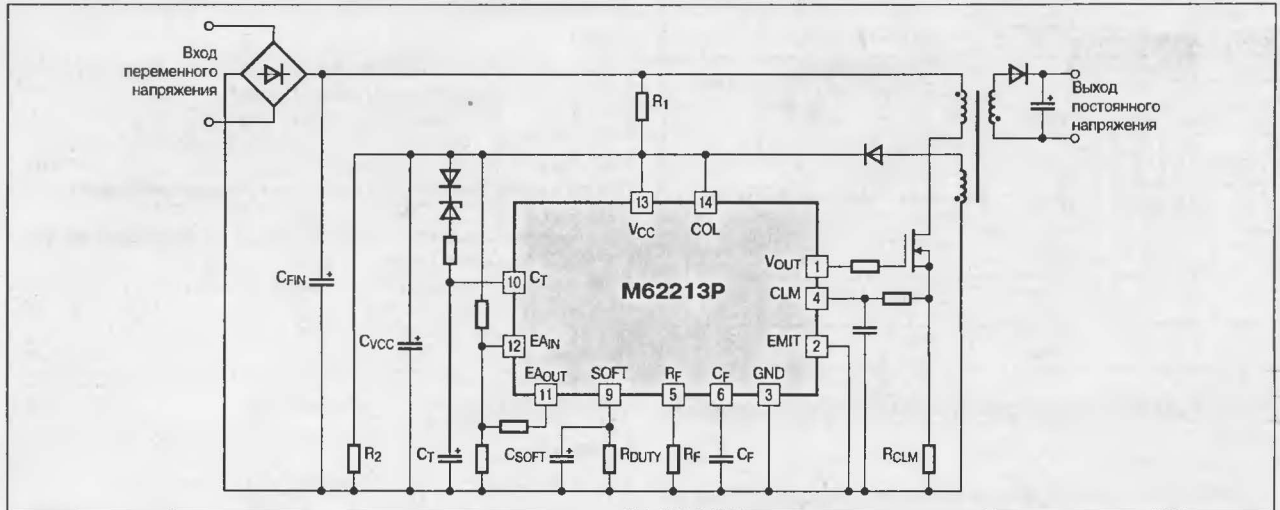 Вход
переменного
напряжения
R1
Выход
постоянного
напряжения
13
14
VCC
COL
CFIN
CT
10
VOUT
1
M62213P
CLM
4
CVCC
EAIN
12
EMIT
2
EAOUT
SOFT
RF
CF
GND
11
9
5
6
3
R2
CT
CSOFT
RDUTY
RF
CF
RCLM